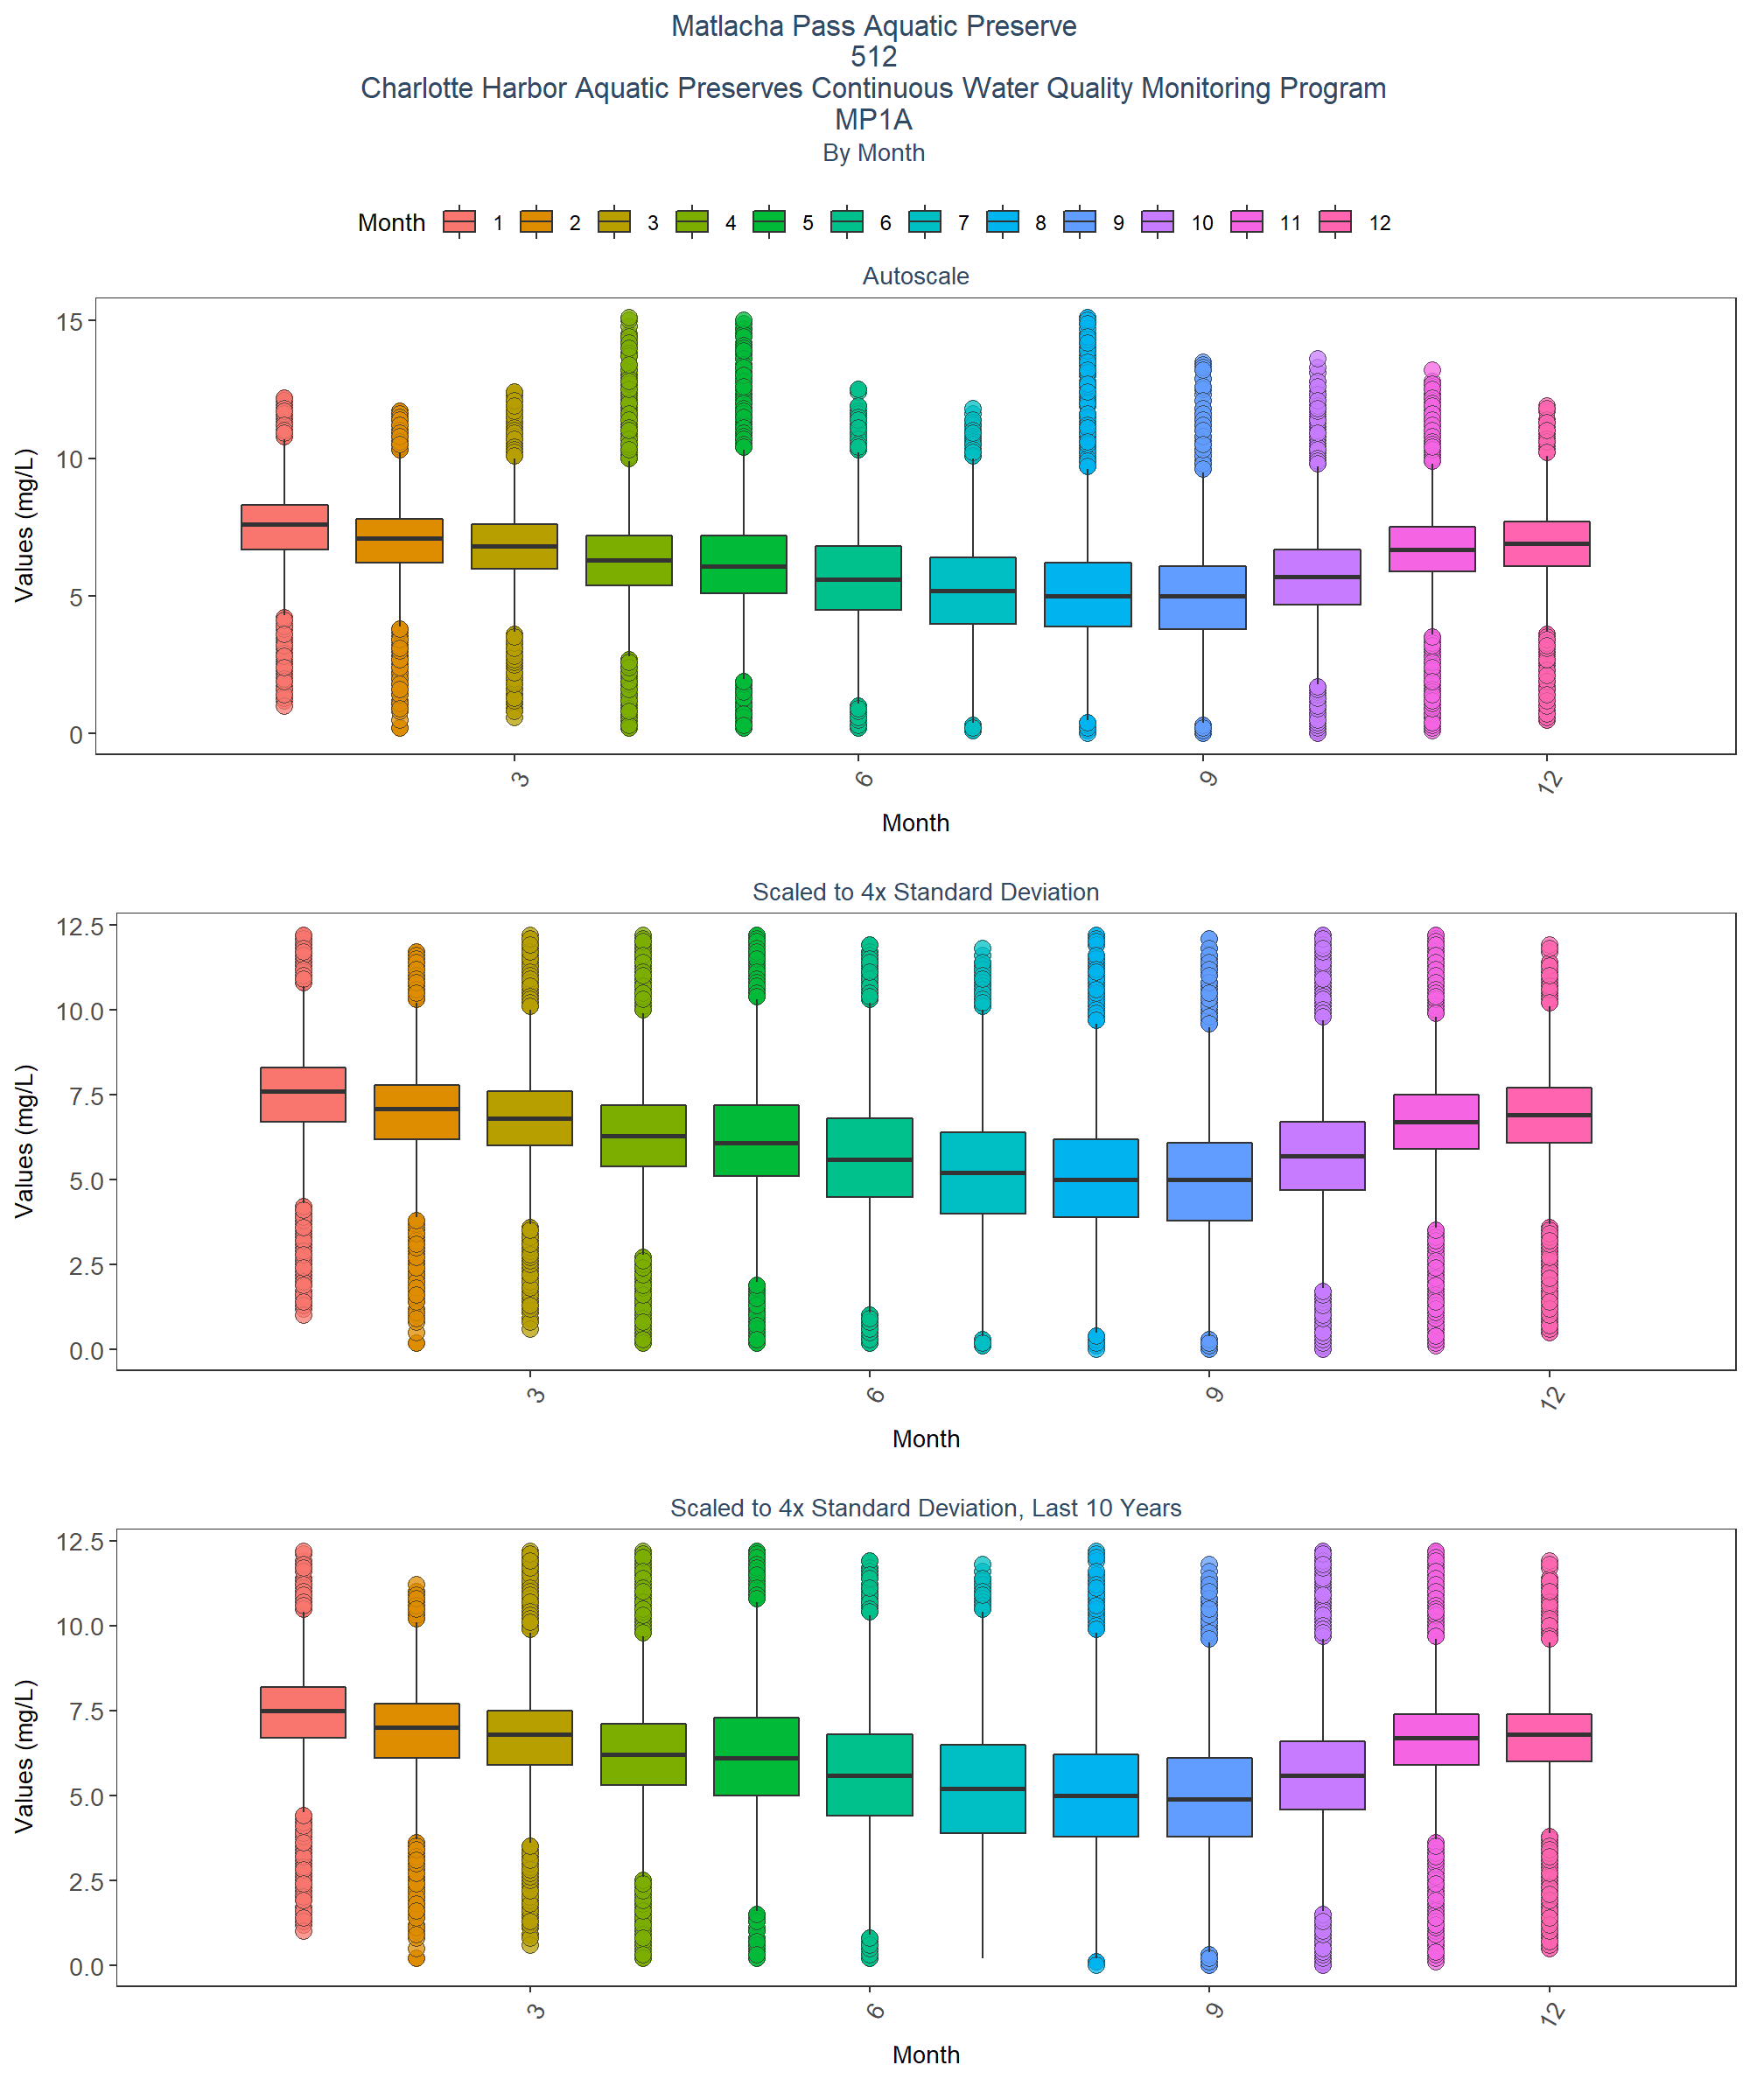 Matlacha Pass Aquatic Preserve
512
Charlotte Harbor Aquatic Preserves Continuous Water Quality Monitoring Program
MP1A
By Month
Month 1 2 3 4 5 6 7 8 9 10 11 12
Autoscale
15
10
5
0
Values (mg/L)
3 6 9 12
Month
Scaled to 4x Standard Deviation
12.5
10.0
7.5
5.0
2.5
0.0
Values (mg/L)
3 6 9 12
Month
Scaled to 4x Standard Deviation, Last 10 Years
12.5
10.0
7.5
5.0
2.5
0.0
Values (mg/L)
3 6 9 12
Month